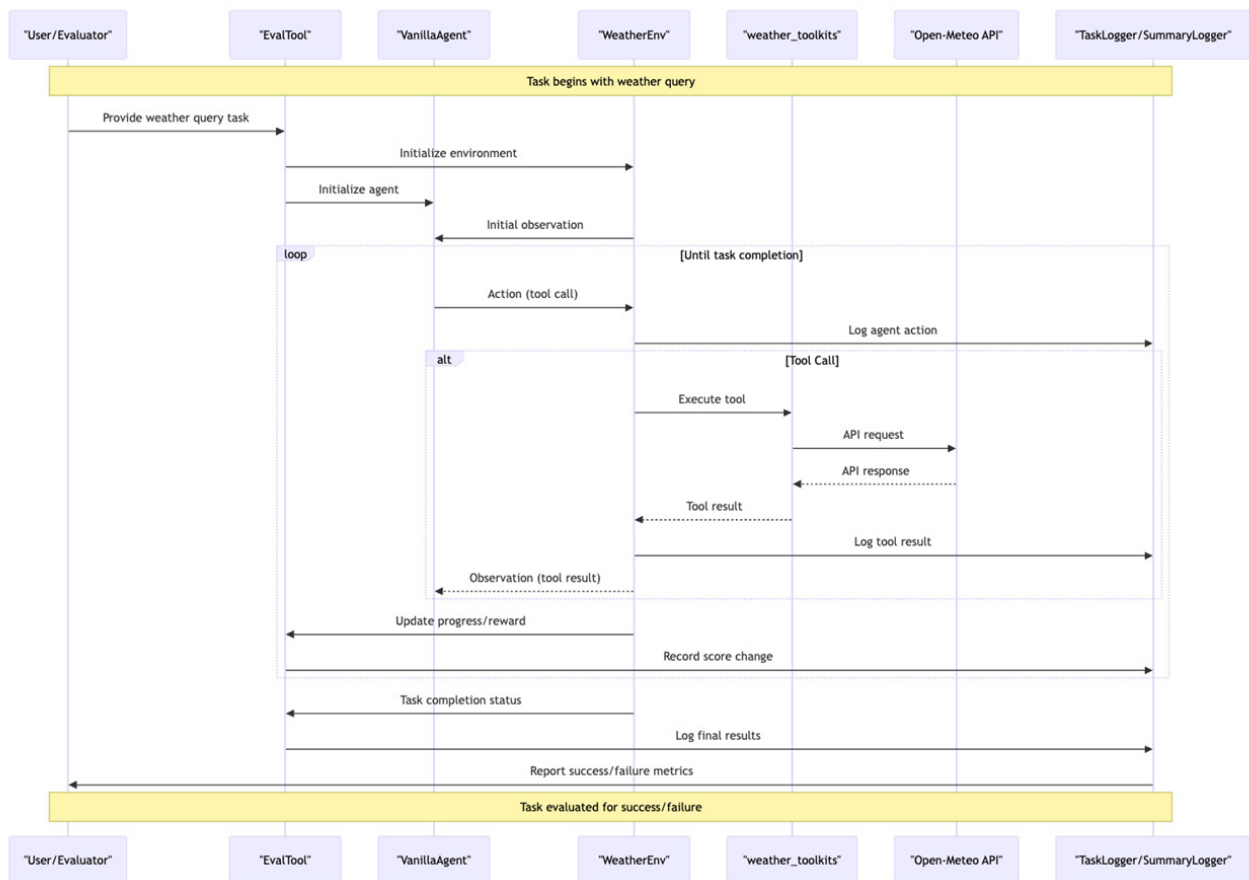 "User/Evaluator"
"EvalTool"
"VanillaAgent"
"WeatherEnv"
"weather_toolkits"
"Open-Meteo API"
"TaskLogger/SummaryLogger"
Task begins with weather query
Provide weather query task
Initialize environment
Initialize agent
Initial observation
loop
[Until task completion]
Action (tool call)
Log agent action
alt
[Tool Call]
Execute tool
API request
API response
Tool result
Log tool result
Observation (tool result)
Update progress/reward
Record score change
Task completion status
Log final results
Report success/failure metrics
Task evaluated for success/failure
"User/Evaluator"
"EvalTool"
"VanillaAgent"
"WeatherEnv"
"weather_toolkits"
"Open-Meteo API"
"TaskLogger/SummaryLogger"